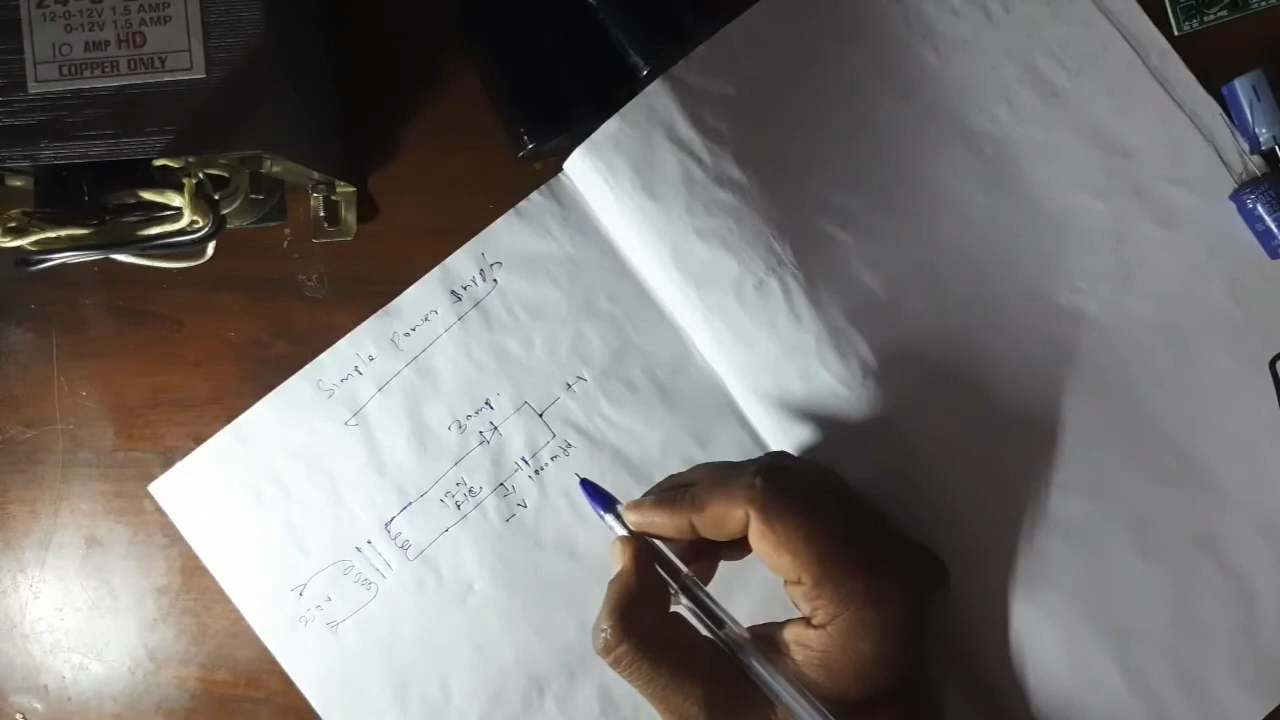 12-0-12V 1.5 AMP
0-12V 1.5 AMP
10 AMP HD
COPPER ONLY
Simple Power
3amp.
+V
12V
A/C
1000mfd
-V
230V